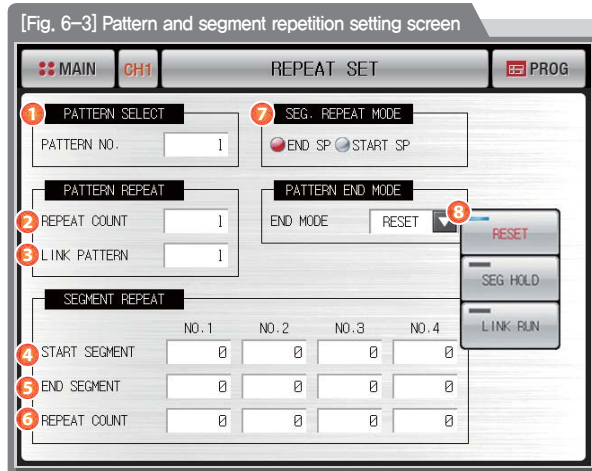 [Fig. 6-3] Pattern and segment repetition setting screen
MAIN CH1 REPEAT SET PROG
1 PATTERN SELECT
PATTERN NO. 1
7 SEG. REPEAT MODE
END SP START SP
PATTERN REPEAT
2 REPEAT COUNT 1
3 LINK PATTERN 1
PATTERN END MODE
END MODE RESET
8 RESET
SEG HOLD
LINK RUN
SEGMENT REPEAT
NO.1 NO.2 NO.3 NO.4
4 START SEGMENT 0 0 0 0
5 END SEGMENT 0 0 0 0
6 REPEAT COUNT 0 0 0 0